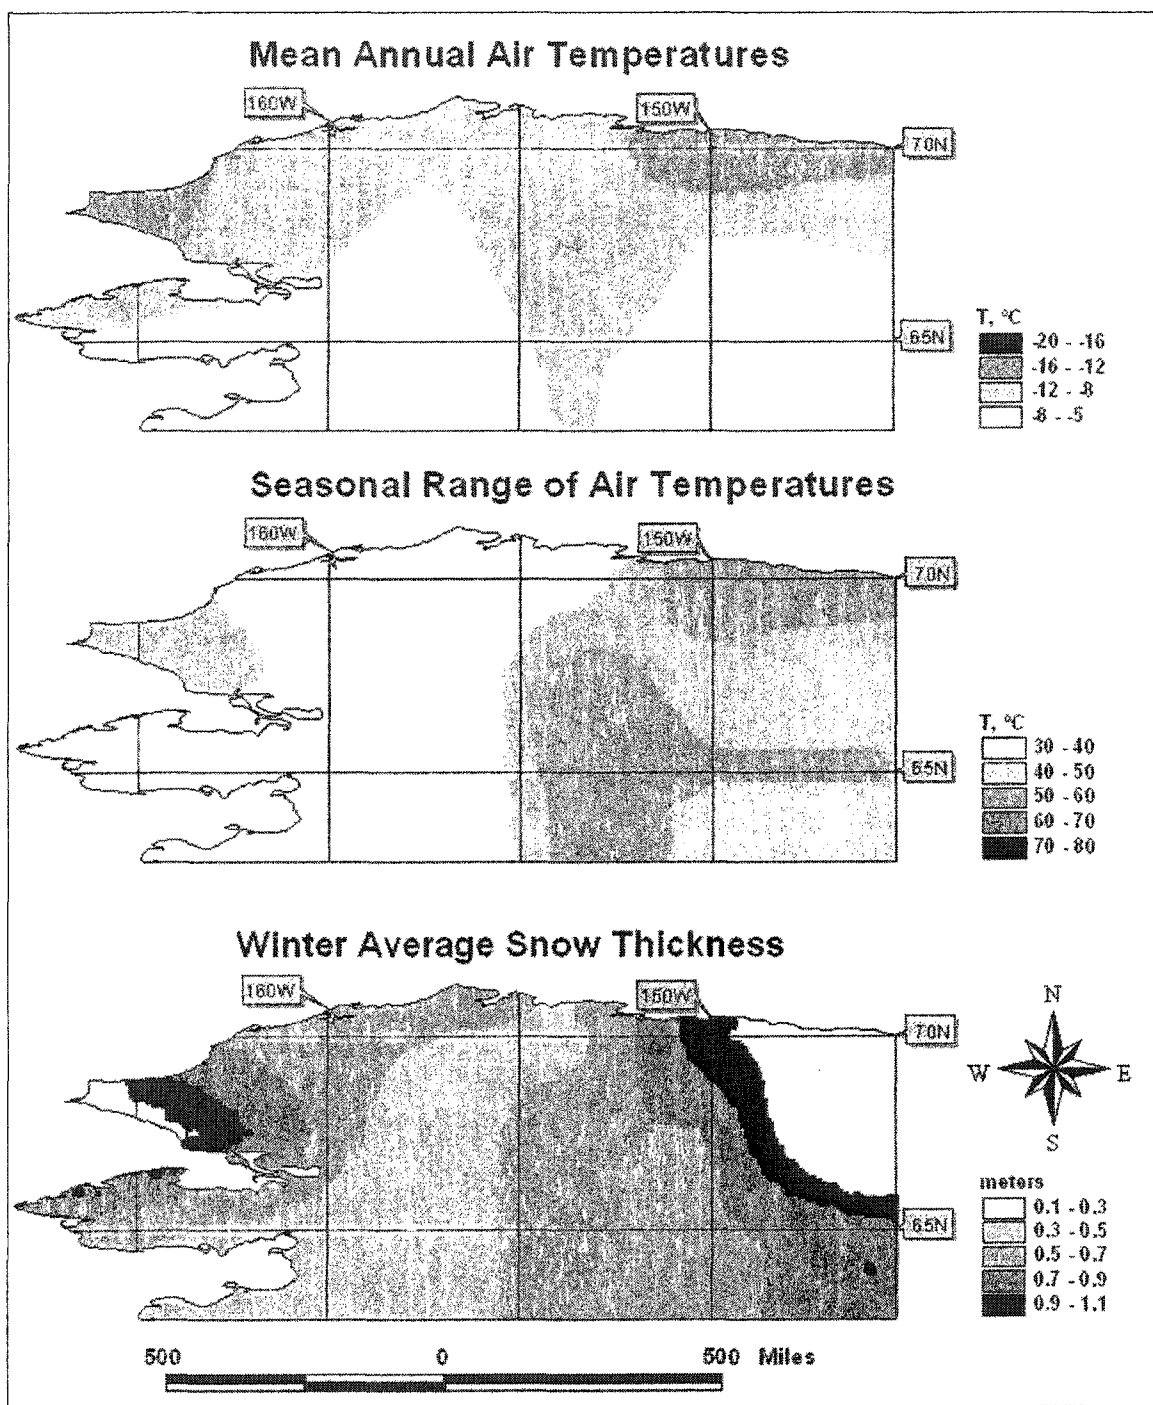 Mean Annual Air Temperatures
160W
150W
70N
65N
T, °C
-20 - -16
-16 - -12
-12 - -8
-8 - -5
Seasonal Range of Air Temperatures
160W
150W
70N
65N
T, °C
30 - 40
40 - 50
50 - 60
60 - 70
70 - 80
Winter Average Snow Thickness
160W
150W
70N
65N
N
W E
S
meters
0.1 - 0.3
0.3 - 0.5
0.5 - 0.7
0.7 - 0.9
0.9 - 1.1
500 0 500 Miles